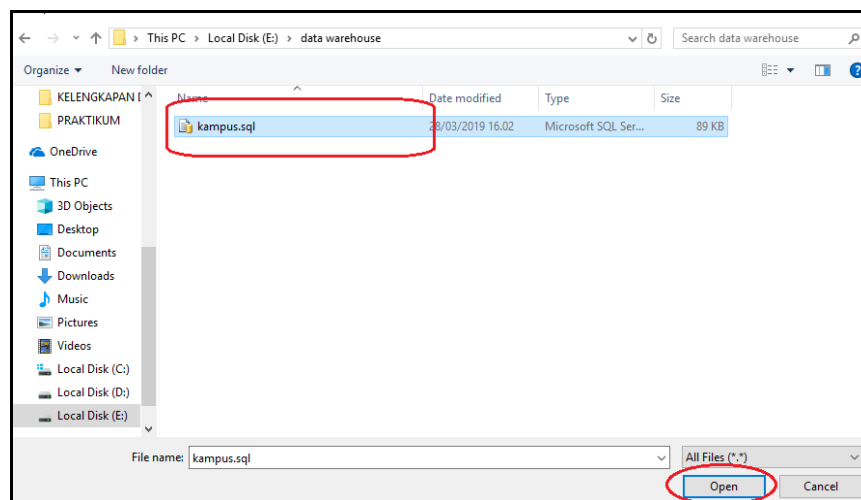 This PC > Local Disk (E:) > data warehouse
Search data warehouse
Organize
New folder
KELENGKAPAN
PRAKTIKUM
OneDrive
This PC
3D Objects
Desktop
Documents
Downloads
Music
Pictures
Videos
Local Disk (C:)
Local Disk (D:)
Local Disk (E:)
Name Date modified Type Size
kampus.sql 28/03/2019 16.02 Microsoft SQL Ser... 89 KB
File name: kampus.sql All Files (*.*)
Open Cancel